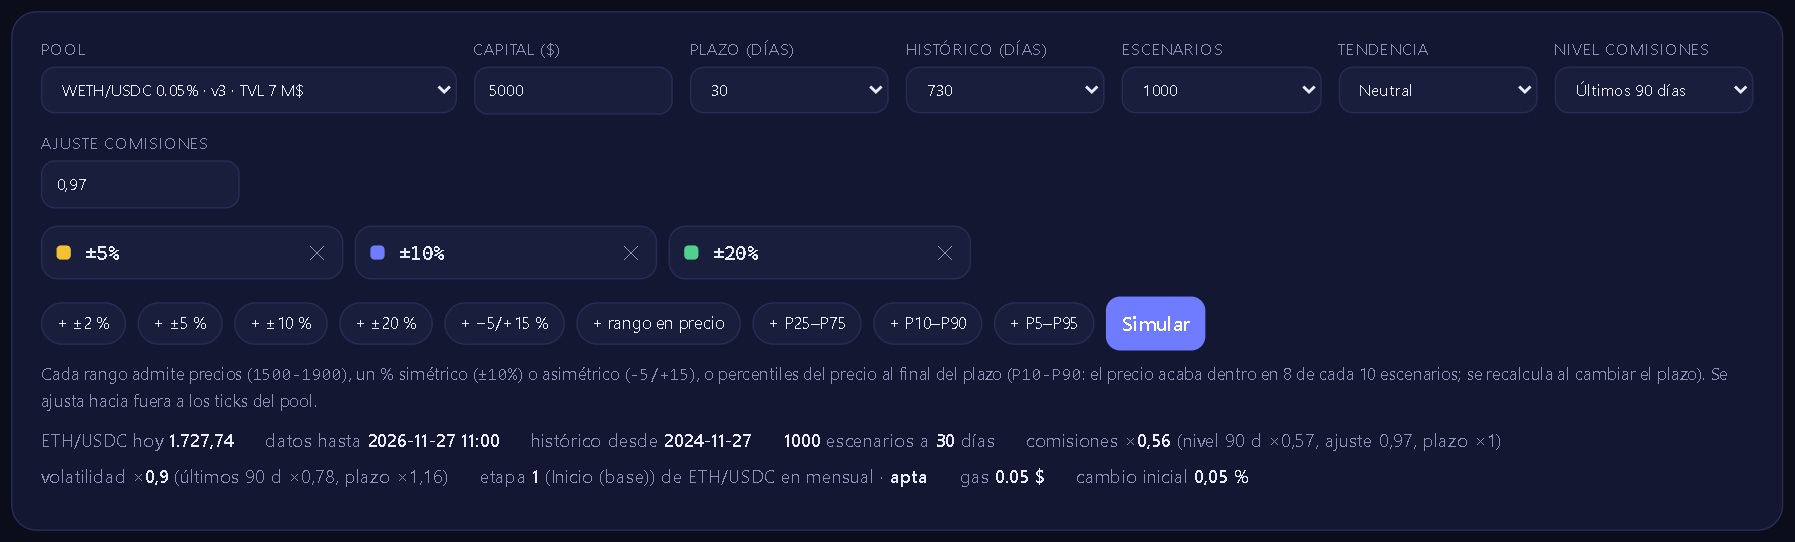 POOL CAPITAL ($) PLAZO (DÍAS) HISTÓRICO (DÍAS) ESCENARIOS TENDENCIA NIVEL COMISIONES
WETH/USDC 0.05% · v3 · TVL 7 M$ 5000 30 730 1000 Neutral Últimos 90 días
AJUSTE COMISIONES
0,97
±5% ±10% ±20%
+ ±2 % + ±5 % + ±10 % + ±20 % + −5/+15 % + rango en precio + P25–P75 + P10–P90 + P5–P95 Simular
Cada rango admite precios (1500-1900), un % simétrico (±10%) o asimétrico (-5/+15), o percentiles del precio al final del plazo (P10-P90: el precio acaba dentro en 8 de cada 10 escenarios; se recalcula al cambiar el plazo). Se
ajusta hacia fuera a los ticks del pool.
ETH/USDC hoy 1.727,74 datos hasta 2026-11-27 11:00 histórico desde 2024-11-27 1000 escenarios a 30 días comisiones ×0,56 (nivel 90 d ×0,57, ajuste 0,97, plazo ×1)
volatilidad ×0,9 (últimos 90 d ×0,78, plazo ×1,16) etapa 1 (Inicio (base)) de ETH/USDC en mensual · apta gas 0.05 $ cambio inicial 0,05 %